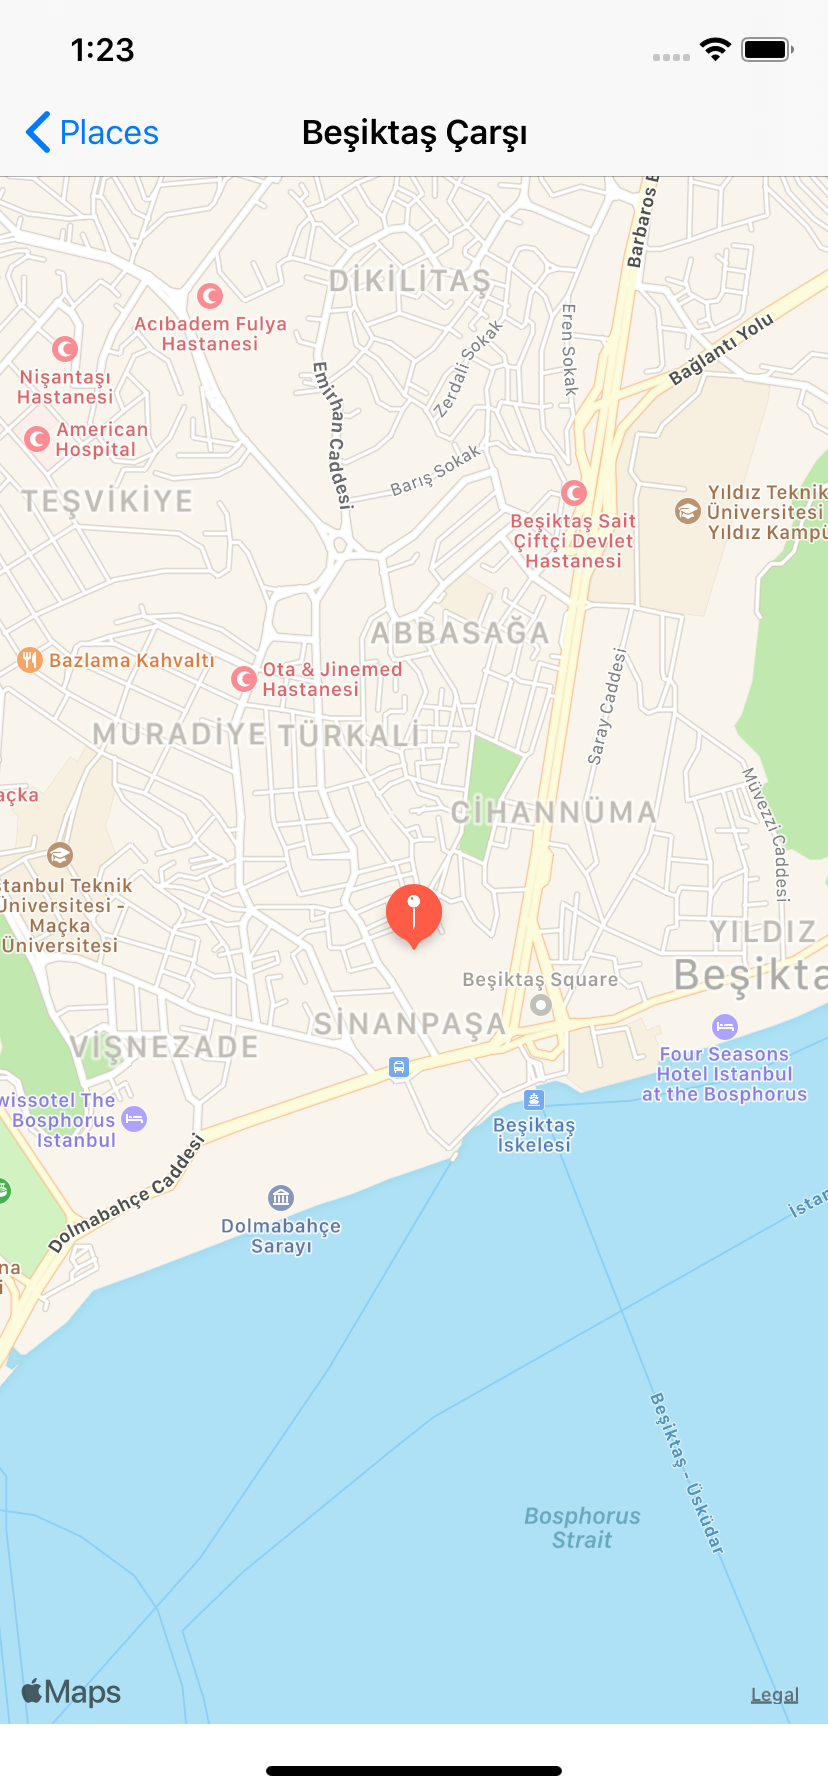 1:23
Places
Beşiktaş Çarşı
Barbaros B
DİKİLİTAŞ
Acıbadem Fulya
Hastanesi
Eren Sokak
Zerdali Sokak
Bağlantı Yolu
Nişantaşı
Hastanesi
Emirhan Caddesi
American
Hospital
Barış Sokak
TEŞVİKİYE
Beşiktaş Sait
Çiftçi Devlet
Hastanesi
Yıldız Teknik
Üniversitesi
Yıldız Kampü
ABBASAĞA
Bazlama Kahvaltı
Ota & Jinemed
Hastanesi
Saray Caddesi
MURADİYE
TÜRKALİ
açka
CİHANNÜMA
Müvezzi Caddesi
stanbul Teknik
Üniversitesi -
Maçka
Üniversitesi
YILDIZ
Beşikta
Beşiktaş Square
SİNANPAŞA
VİŞNEZADE
Four Seasons
Hotel Istanbul
at the Bosphorus
wissotel The
Bosphorus
Istanbul
Beşiktaş
İskelesi
Dolmabahçe Caddesi
Dolmabahçe
Sarayı
İstan
na
i
Beşiktaş - Üsküdar
Bosphorus
Strait
Maps
Legal